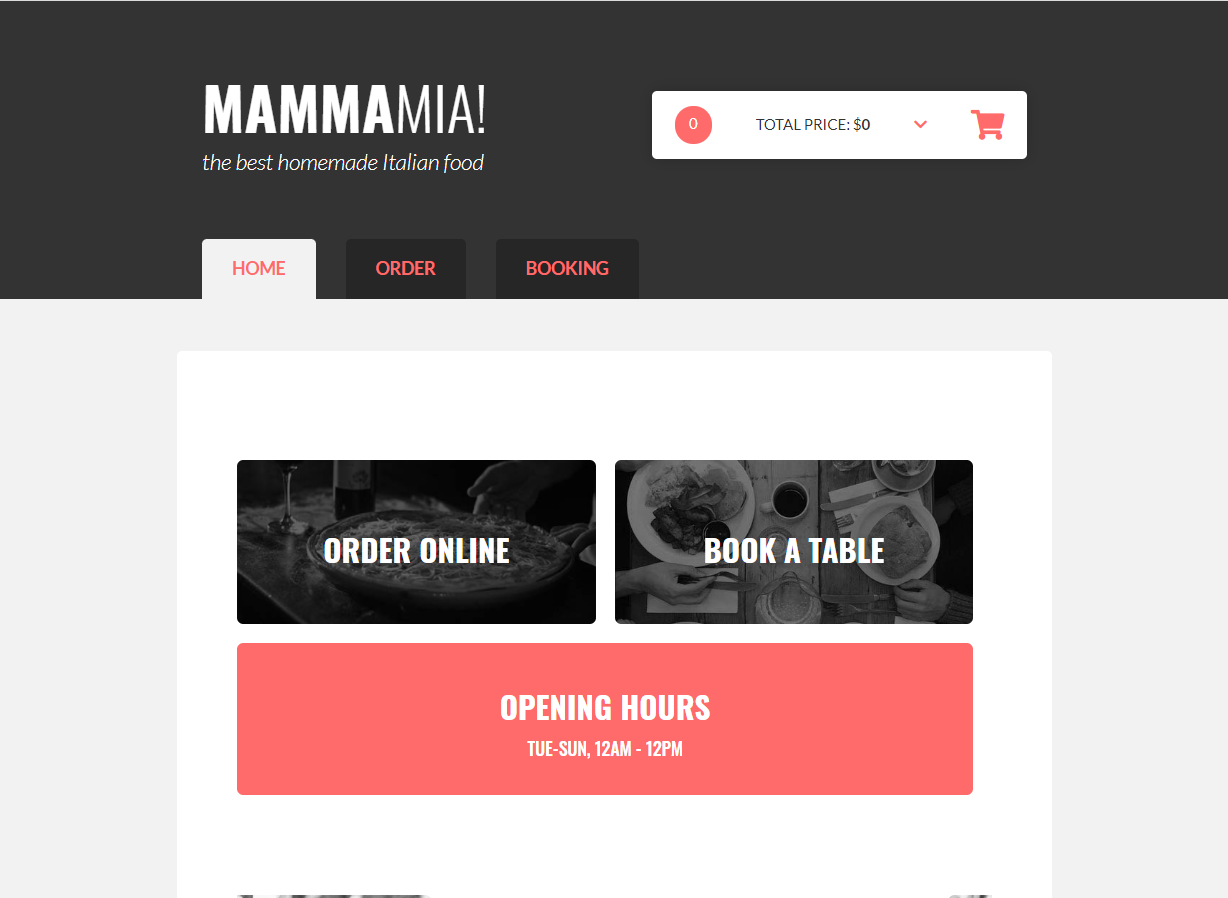 MAMMAMIA!
the best homemade Italian food
0
TOTAL PRICE: $0
HOME
ORDER
BOOKING
ORDER ONLINE
BOOK A TABLE
OPENING HOURS
TUE-SUN, 12AM - 12PM